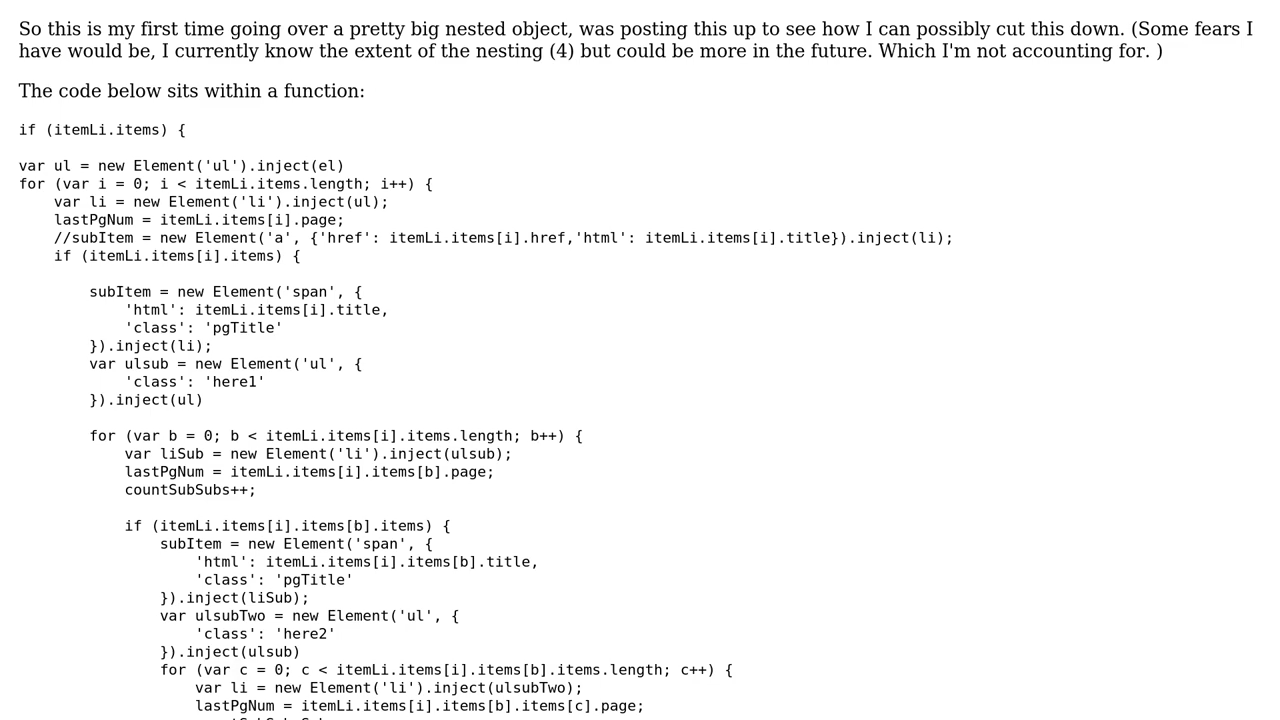 So this is my first time going over a pretty big nested object, was posting this up to see how I can possibly cut this down. (Some fears I
have would be, I currently know the extent of the nesting (4) but could be more in the future. Which I'm not accounting for. )
The code below sits within a function:
if (itemLi.items) {
var ul = new Element('ul').inject(el)
for (var i = 0; i < itemLi.items.length; i++) {
    var li = new Element('li').inject(ul);
    lastPgNum = itemLi.items[i].page;
    //subItem = new Element('a', {'href': itemLi.items[i].href,'html': itemLi.items[i].title}).inject(li);
    if (itemLi.items[i].items) {
        subItem = new Element('span', {
            'html': itemLi.items[i].title,
            'class': 'pgTitle'
        }).inject(li);
        var ulsub = new Element('ul', {
            'class': 'here1'
        }).inject(ul)
        for (var b = 0; b < itemLi.items[i].items.length; b++) {
            var liSub = new Element('li').inject(ulsub);
            lastPgNum = itemLi.items[i].items[b].page;
            countSubSubs++;
            if (itemLi.items[i].items[b].items) {
                subItem = new Element('span', {
                    'html': itemLi.items[i].items[b].title,
                    'class': 'pgTitle'
                }).inject(liSub);
                var ulsubTwo = new Element('ul', {
                    'class': 'here2'
                }).inject(ulsub)
                for (var c = 0; c < itemLi.items[i].items[b].items.length; c++) {
                    var li = new Element('li').inject(ulsubTwo);
                    lastPgNum = itemLi.items[i].items[b].items[c].page;